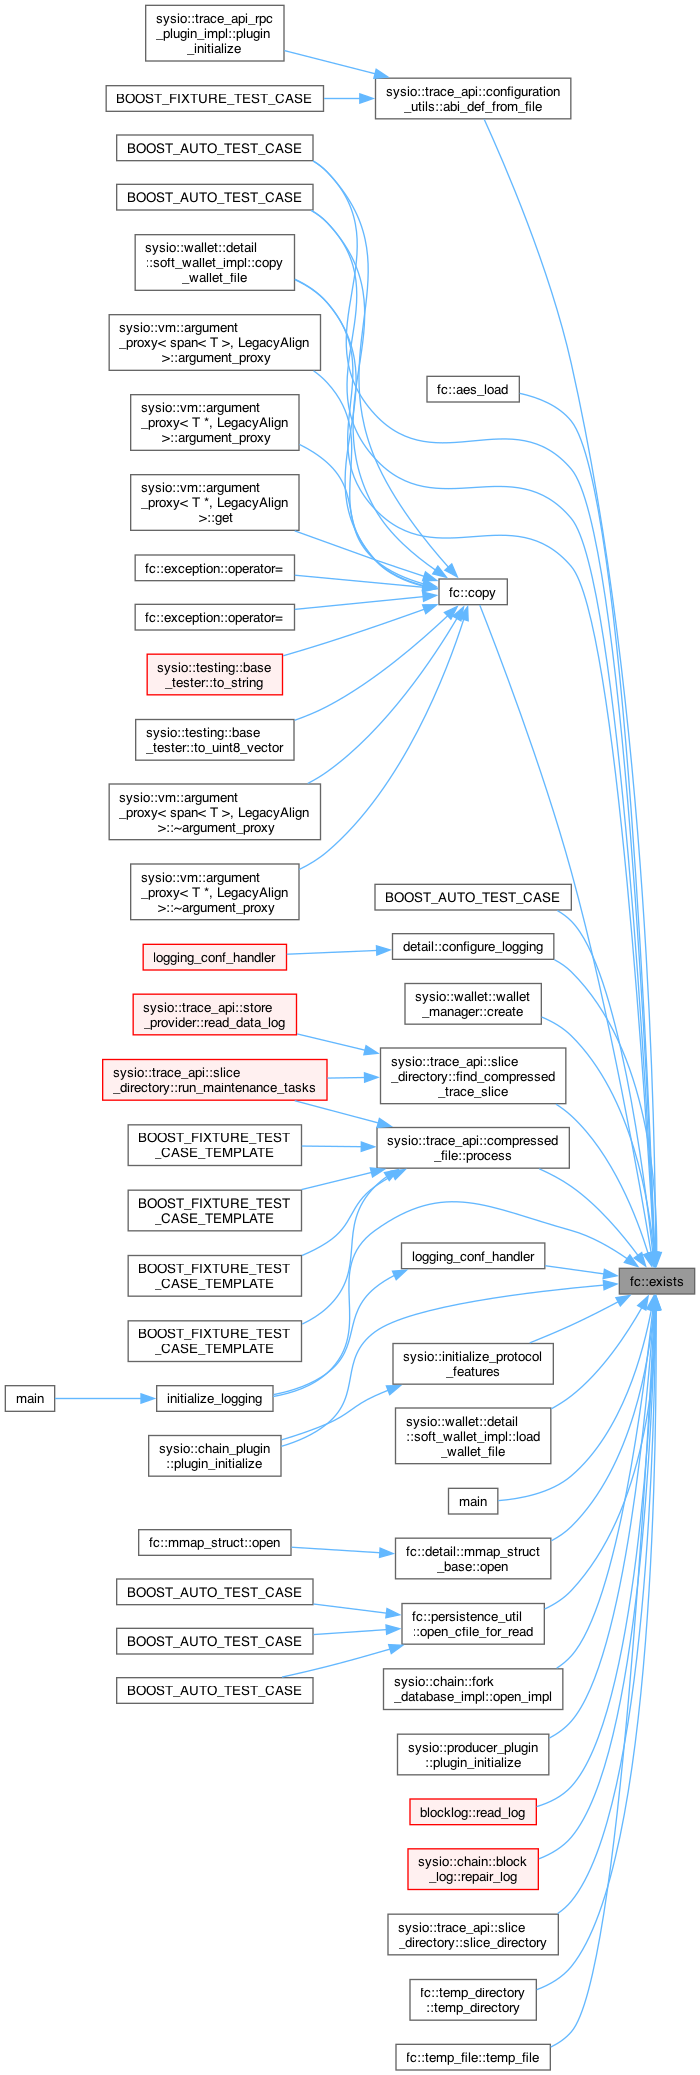 sysio::trace_api_rpc
_plugin_impl::plugin
_initialize
sysio::trace_api::configuration
_utils::abi_def_from_file
BOOST_FIXTURE_TEST_CASE
BOOST_AUTO_TEST_CASE
BOOST_AUTO_TEST_CASE
sysio::wallet::detail
::soft_wallet_impl::copy
_wallet_file
sysio::vm::argument
_proxy< span< T >, LegacyAlign
>::argument_proxy
fc::aes_load
sysio::vm::argument
_proxy< T *, LegacyAlign
>::argument_proxy
sysio::vm::argument
_proxy< T *, LegacyAlign
>::get
fc::exception::operator=
fc::copy
fc::exception::operator=
sysio::testing::base
_tester::to_string
sysio::testing::base
_tester::to_uint8_vector
sysio::vm::argument
_proxy< span< T >, LegacyAlign
>::~argument_proxy
sysio::vm::argument
_proxy< T *, LegacyAlign
>::~argument_proxy
BOOST_AUTO_TEST_CASE
detail::configure_logging
logging_conf_handler
sysio::wallet::wallet
_manager::create
sysio::trace_api::store
_provider::read_data_log
sysio::trace_api::slice
_directory::find_compressed
_trace_slice
sysio::trace_api::slice
_directory::run_maintenance_tasks
sysio::trace_api::compressed
_file::process
BOOST_FIXTURE_TEST
_CASE_TEMPLATE
BOOST_FIXTURE_TEST
_CASE_TEMPLATE
BOOST_FIXTURE_TEST
_CASE_TEMPLATE
logging_conf_handler
fc::exists
BOOST_FIXTURE_TEST
_CASE_TEMPLATE
sysio::initialize_protocol
_features
main
initialize_logging
sysio::wallet::detail
::soft_wallet_impl::load
_wallet_file
sysio::chain_plugin
::plugin_initialize
main
fc::mmap_struct::open
fc::detail::mmap_struct
_base::open
BOOST_AUTO_TEST_CASE
fc::persistence_util
::open_cfile_for_read
BOOST_AUTO_TEST_CASE
BOOST_AUTO_TEST_CASE
sysio::chain::fork
_database_impl::open_impl
sysio::producer_plugin
::plugin_initialize
blocklog::read_log
sysio::chain::block
_log::repair_log
sysio::trace_api::slice
_directory::slice_directory
fc::temp_directory
::temp_directory
fc::temp_file::temp_file